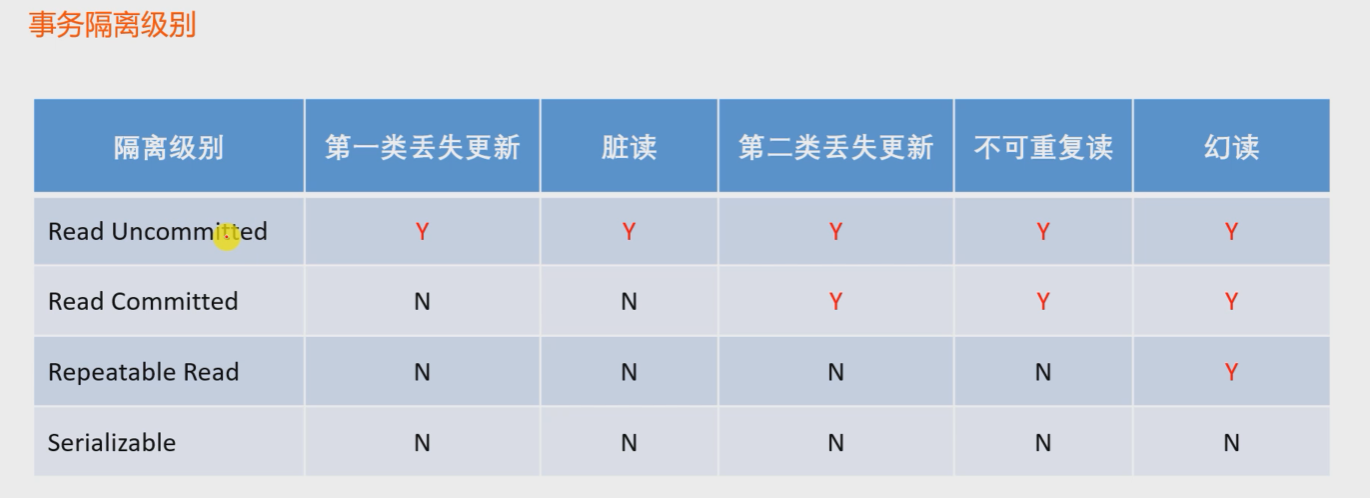 事务隔离级别
隔离级别 第一类丢失更新 脏读 第二类丢失更新 不可重复读 幻读
Read Uncommitted Y Y Y Y Y
Read Committed N N Y Y Y
Repeatable Read N N N N Y
Serializable N N N N N